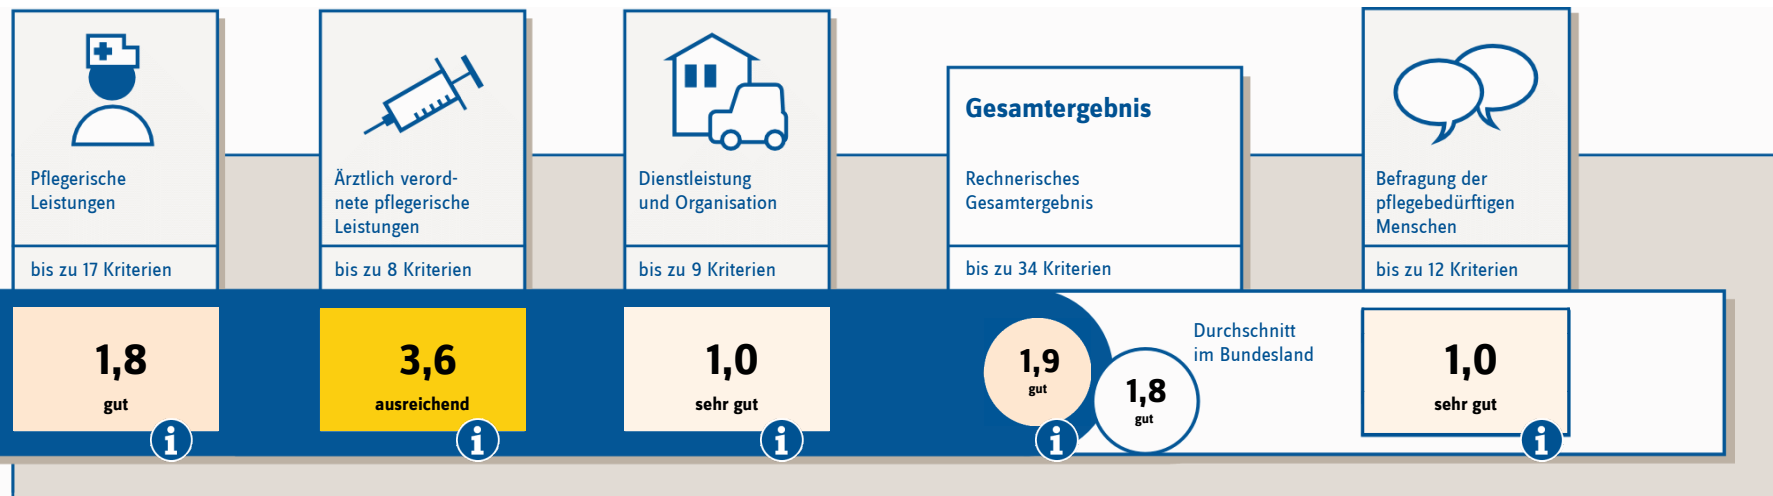 Pflegerische
Leistungen
bis zu 17 Kriterien
1,8
gut
i
Ärztlich verord-
nete pflegerische
Leistungen
bis zu 8 Kriterien
3,6
ausreichend
i
Dienstleistung
und Organisation
bis zu 9 Kriterien
1,0
sehr gut
i
Gesamtergebnis
Rechnerisches
Gesamtergebnis
bis zu 34 Kriterien
1,9
gut
i
Durchschnitt
im Bundesland
1,8
gut
Befragung der
pflegebedürftigen
Menschen
bis zu 12 Kriterien
1,0
sehr gut
i